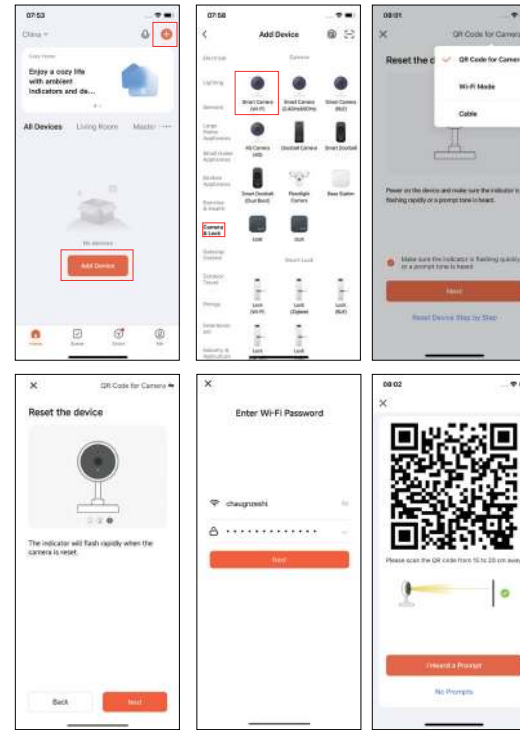 07:53
China
Cozy Home
Enjoy a cozy life
with ambient
indicators and de...
All Devices Living Room Master ...
No devices
Add Device
Home Scene Smart Me
07:58
Add Device
Electrical
Lighting
Sensors
Large
Home
Appliances
Small Home
Appliances
Kitchen
Appliances
Exercise
& Health
Camera
& Lock
Gateway
Control
Outdoor
Travel
Energy
Industry &
Agriculture
Camera
Smart Camera
(Wi-Fi)
Smart Camera
2.4GHz&5GHz
Smart Camera
(BLE)
4G Camera
(4G)
Doorbell Camera
Smart Doorbell
Smart Doorbell
(Dual Band)
Floodlight
Camera
Base Station
NVR
DVR
Smart Lock
Lock
(Wi-Fi)
Lock
(Zigbee)
Lock
(BLE)
Lock
Lock
08:01
QR Code for Camera
Reset the d
QR Code for Camer
Wi-Fi Mode
Cable
Power on the device and make sure the indicator is
flashing rapidly or a prompt tone is heard.
Make sure the indicator is flashing quickly
or a prompt tone is heard
Next
Reset Device Step by Step
QR Code for Camera
Reset the device
1 2 3
The indicator will flash rapidly when the
camera is reset.
Back
Next
Enter Wi-Fi Password
Next
08:02
Please scan the QR code from 15 to 20 cm away
I Heard a Prompt
No Prompts